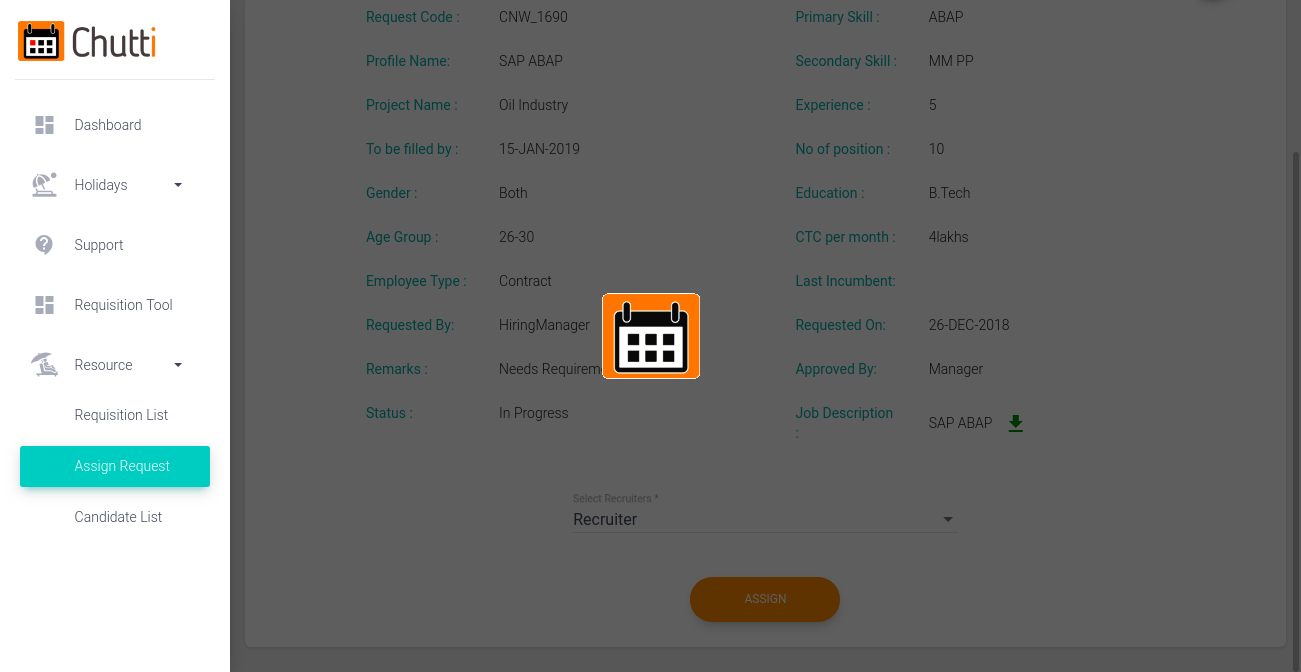 Chutti
Dashboard
Holidays
Support
Requisition Tool
Resource
Requisition List
Assign Request
Candidate List
Request Code : CNW_1690 Primary Skill : ABAP
Profile Name: SAP ABAP Secondary Skill : MM PP
Project Name : Oil Industry Experience : 5
To be filled by : 15-JAN-2019 No of position : 10
Gender : Both Education : B.Tech
Age Group : 26-30 CTC per month : 4lakhs
Employee Type : Contract Last Incumbent:
Requested By: HiringManager Requested On: 26-DEC-2018
Remarks : Needs Requirem Approved By: Manager
Status : In Progress Job Description : SAP ABAP
Select Recruiters *
Recruiter
ASSIGN